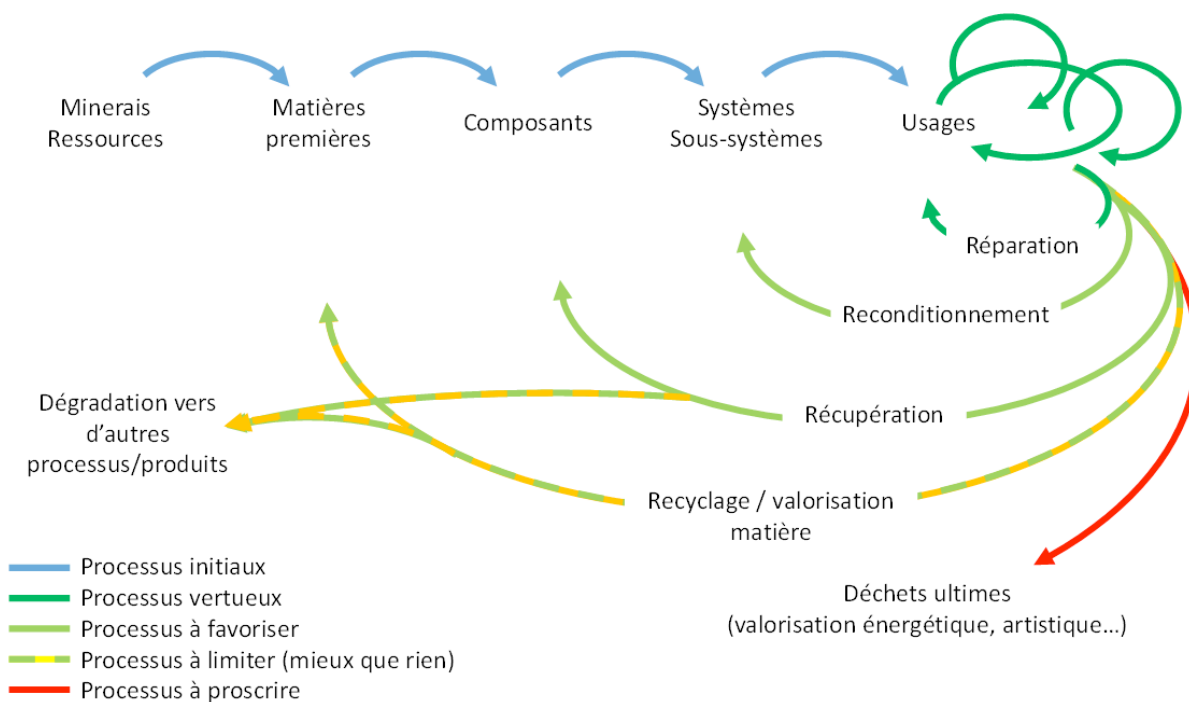 Minerais
Ressources
Matières
premières
Composants
Systèmes
Sous-systèmes
Usages
Réparation
Reconditionnement
Récupération
Dégradation vers
d'autres
processus/produits
Recyclage / valorisation
matière
Déchets ultimes
(valorisation énergétique, artistique...)
Processus initiaux
Processus vertueux
Processus à favoriser
Processus à limiter (mieux que rien)
Processus à proscrire